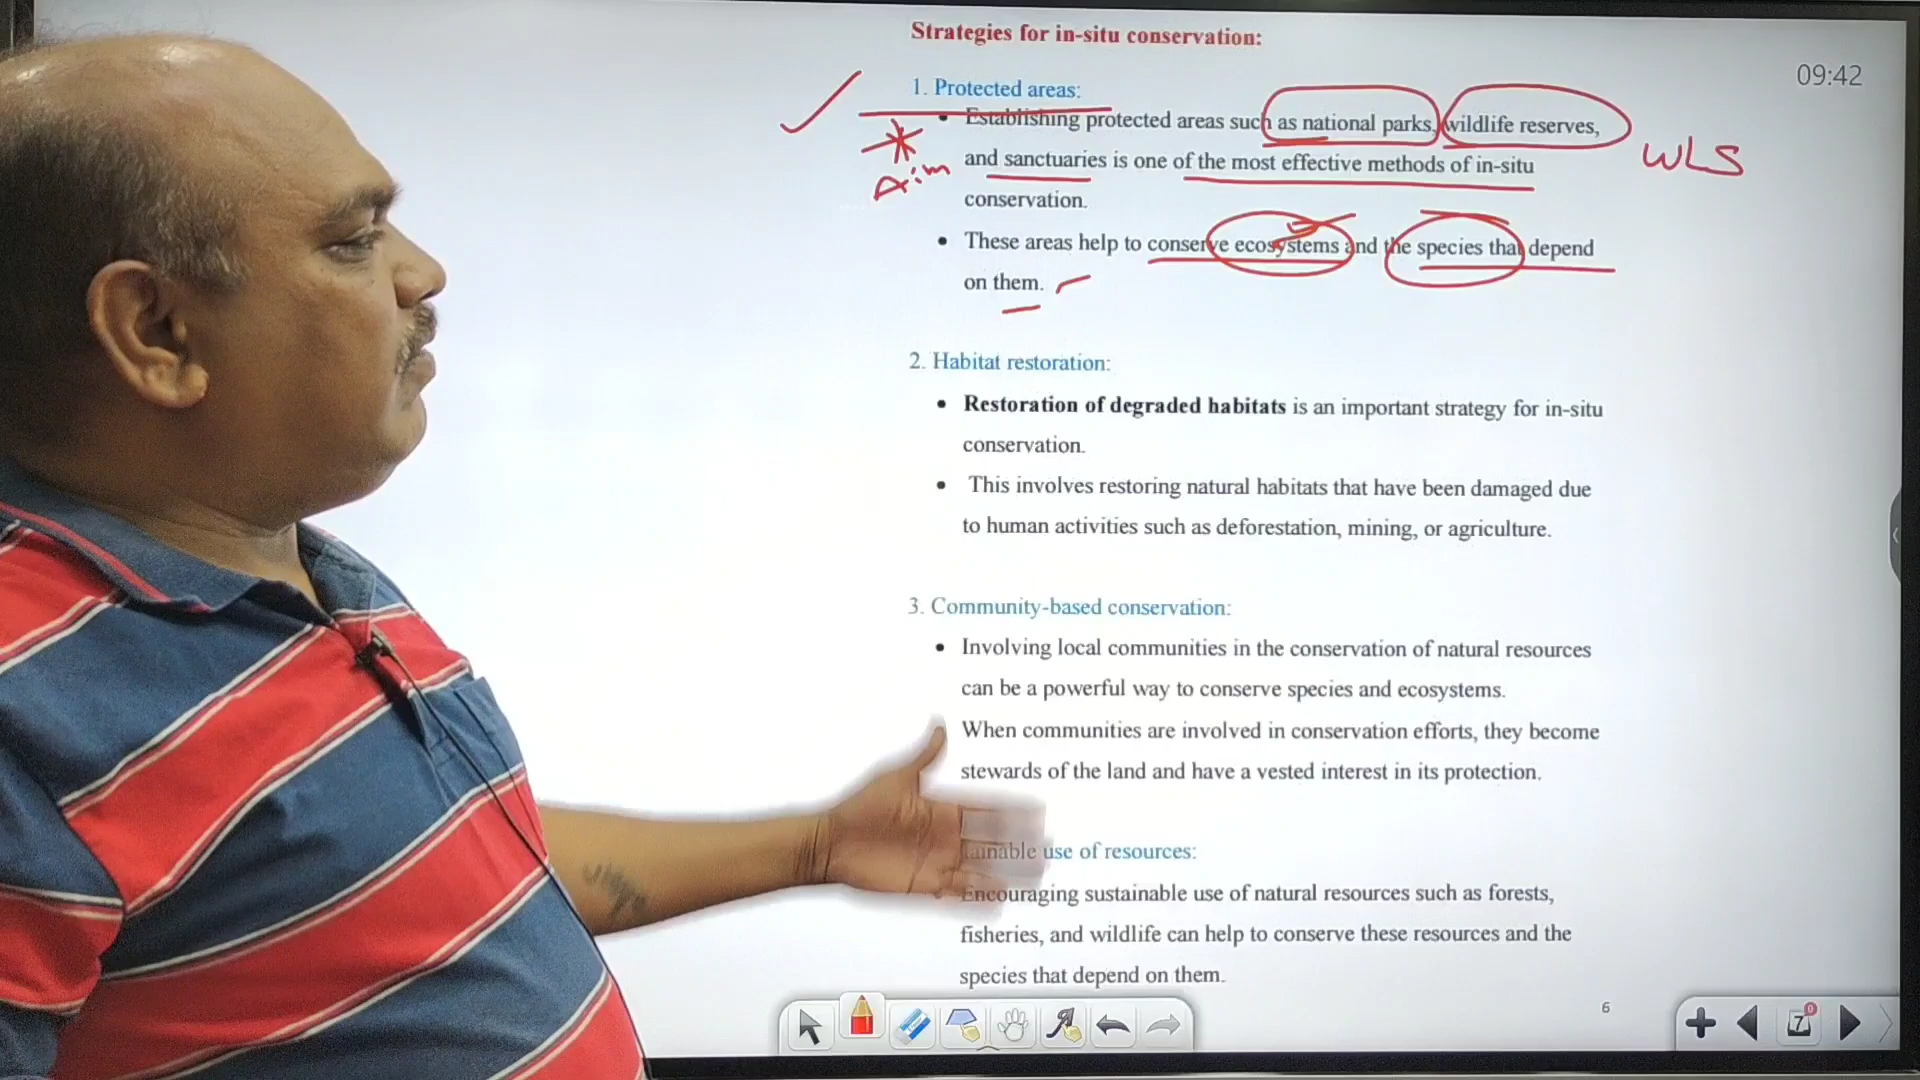 Strategies for in-situ conservation:
09:42
1. Protected areas:
• Establishing protected areas such as national parks, wildlife reserves,
WLS
* Aim
and sanctuaries is one of the most effective methods of in-situ
conservation.
• These areas help to conserve ecosystems and the species that depend
on them.
2. Habitat restoration:
• Restoration of degraded habitats is an important strategy for in-situ
conservation.
• This involves restoring natural habitats that have been damaged due
to human activities such as deforestation, mining, or agriculture.
3. Community-based conservation:
• Involving local communities in the conservation of natural resources
can be a powerful way to conserve species and ecosystems.
When communities are involved in conservation efforts, they become
stewards of the land and have a vested interest in its protection.
use of resources:
Encouraging sustainable use of natural resources such as forests,
fisheries, and wildlife can help to conserve these resources and the
species that depend on them.
6
7
0